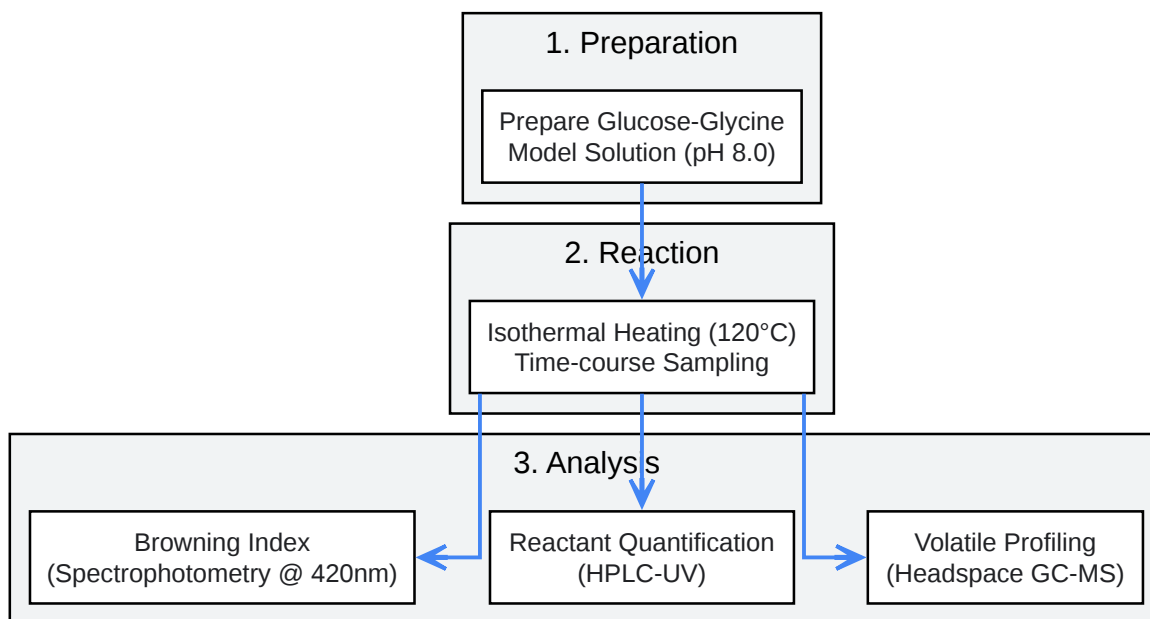 1. Preparation
Prepare Glucose-Glycine
Model Solution (pH 8.0)
2. Reaction
Isothermal Heating (120°C)
Time-course Sampling
3. Analysis
Browning Index
(Spectrophotometry @ 420nm)
Reactant Quantification
(HPLC-UV)
Volatile Profiling
(Headspace GC-MS)